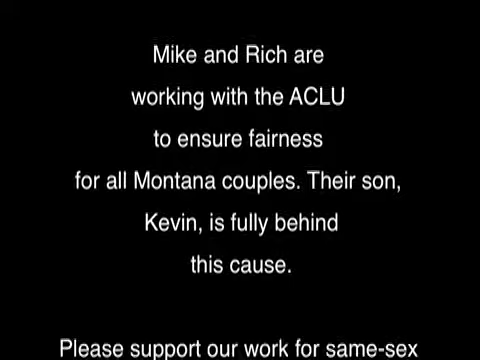 Mike and Rich are
working with the ACLU
to ensure fairness
for all Montana couples. Their son,
Kevin, is fully behind
this cause.
Please support our work for same-sex